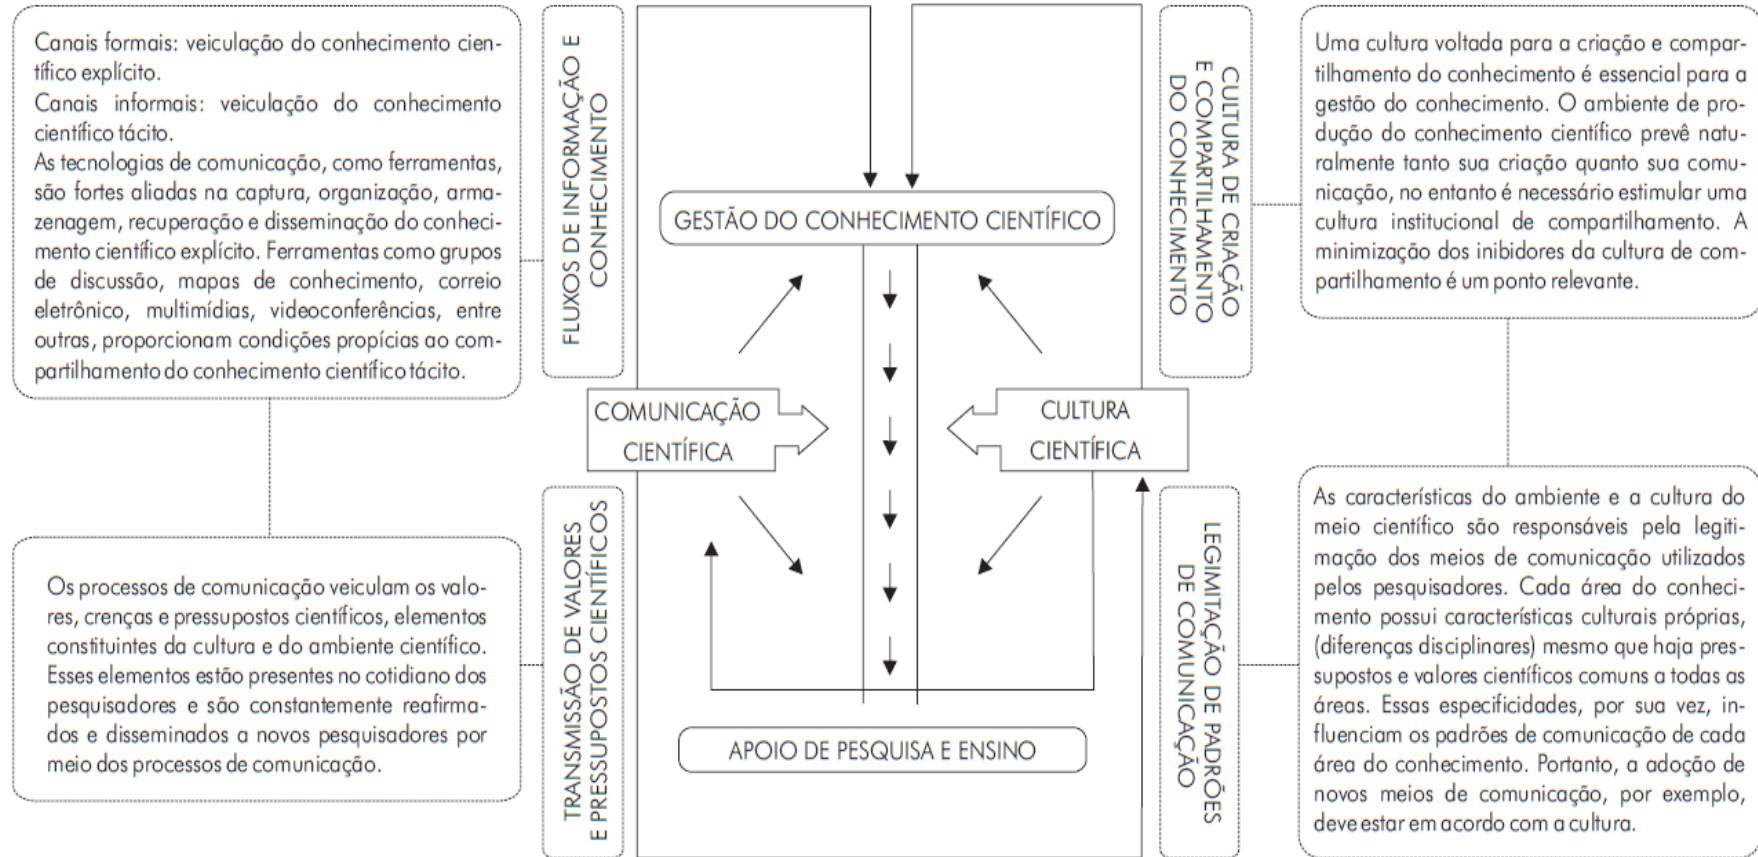 Canais formais: veiculação do conhecimento cien-
tífico explícito.
Canais informais: veiculação do conhecimento
científico tácito.
As tecnologias de comunicação, como ferramentas,
são fortes aliadas na captura, organização, arma-
zenagem, recuperação e disseminação do conheci-
mento científico explícito. Ferramentas como grupos
de discussão, mapas de conhecimento, correio
eletrônico, multimídias, videoconferências, entre
outras, proporcionam condições propícias ao com-
partilhamento do conhecimento científico tácito.
FLUXOS DE INFORMAÇÃO E
CONHECIMENTO
Os processos de comunicação veiculam os valo-
res, crenças e pressupostos científicos, elementos
constituintes da cultura e do ambiente científico.
Esses elementos estão presentes no cotidiano dos
pesquisadores e são constantemente reafirma-
dos e disseminados a novos pesquisadores por
meio dos processos de comunicação.
TRANSMISSÃO DE VALORES
E PRESSUPOSTOS CIENTÍFICOS
GESTÃO DO CONHECIMENTO CIENTÍFICO
COMUNICAÇÃO
CIENTÍFICA
CULTURA
CIENTÍFICA
APOIO DE PESQUISA E ENSINO
CULTURA DE CRIAÇÃO
E COMPARTILHAMENTO
DO CONHECIMENTO
Uma cultura voltada para a criação e compar-
tilhamento do conhecimento é essencial para a
gestão do conhecimento. O ambiente de pro-
dução do conhecimento científico prevê natu-
ralmente tanto sua criação quanto sua comu-
nicação, no entanto é necessário estimular uma
cultura institucional de compartilhamento. A
minimização dos inibidores da cultura de com-
partilhamento é um ponto relevante.
LEGIMITAÇÃO DE PADRÕES
DE COMUNICAÇÃO
As características do ambiente e a cultura do
meio científico são responsáveis pela legiti-
mação dos meios de comunicação utilizados
pelos pesquisadores. Cada área do conheci-
mento possui características culturais próprias,
(diferenças disciplinares) mesmo que haja pres-
supostos e valores científicos comuns a todas as
áreas. Essas especificidades, por sua vez, in-
fluenciam os padrões de comunicação de cada
área do conhecimento. Portanto, a adoção de
novos meios de comunicação, por exemplo,
deve estar em acordo com a cultura.